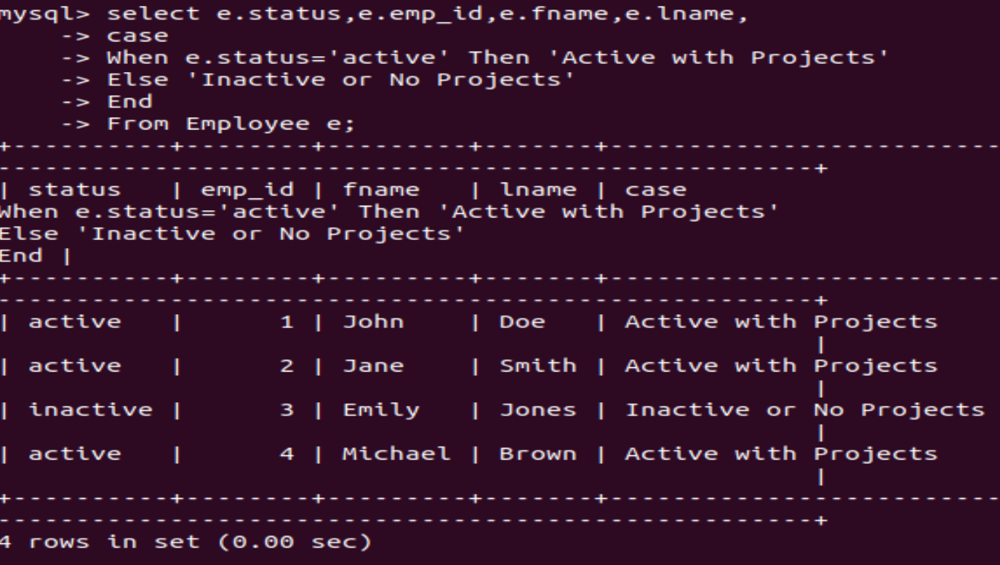 mysql> select e.status,e.emp_id,e.fname,e.lname,
    -> case
    -> When e.status='active' Then 'Active with Projects'
    -> Else 'Inactive or No Projects'
    -> End
    -> From Employee e;
+----------+--------+---------+-------+-------------------------
----------------------------------------------------+
| status   | emp_id | fname   | lname | case
When e.status='active' Then 'Active with Projects'
Else 'Inactive or No Projects'
End |
+----------+--------+---------+-------+-------------------------
----------------------------------------------------+
| active   |      1 | John    | Doe   | Active with Projects
                                                    |
| active   |      2 | Jane    | Smith | Active with Projects
                                                    |
| inactive |      3 | Emily   | Jones | Inactive or No Projects
                                                    |
| active   |      4 | Michael | Brown | Active with Projects
                                                    |
+----------+--------+---------+-------+-------------------------
----------------------------------------------------+
4 rows in set (0.00 sec)